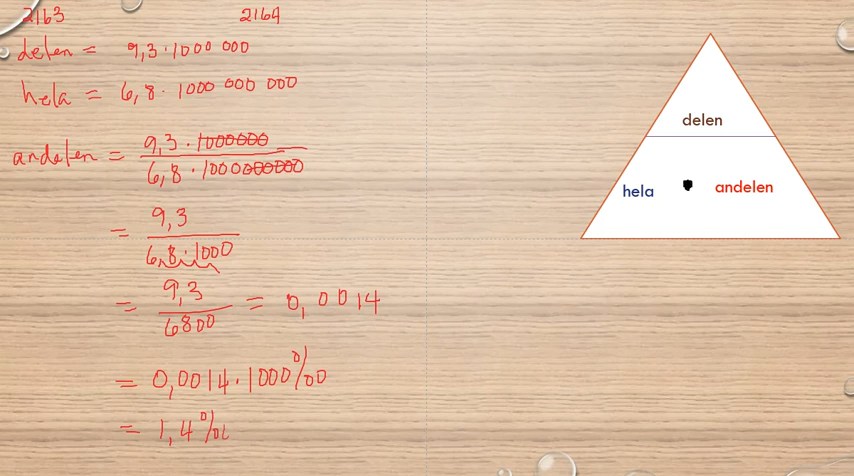 2163 2164
delen = 9,3 · 1000 000
hela = 6,8 · 1000 000 000
andelen = 9,3 · 1000000
6,8 · 1000000000
= 9,3
6,8 · 1000
= 9,3 = 0,0014
6800
= 0,0014 · 1000 ‰
= 1,4 ‰
delen
hela · andelen